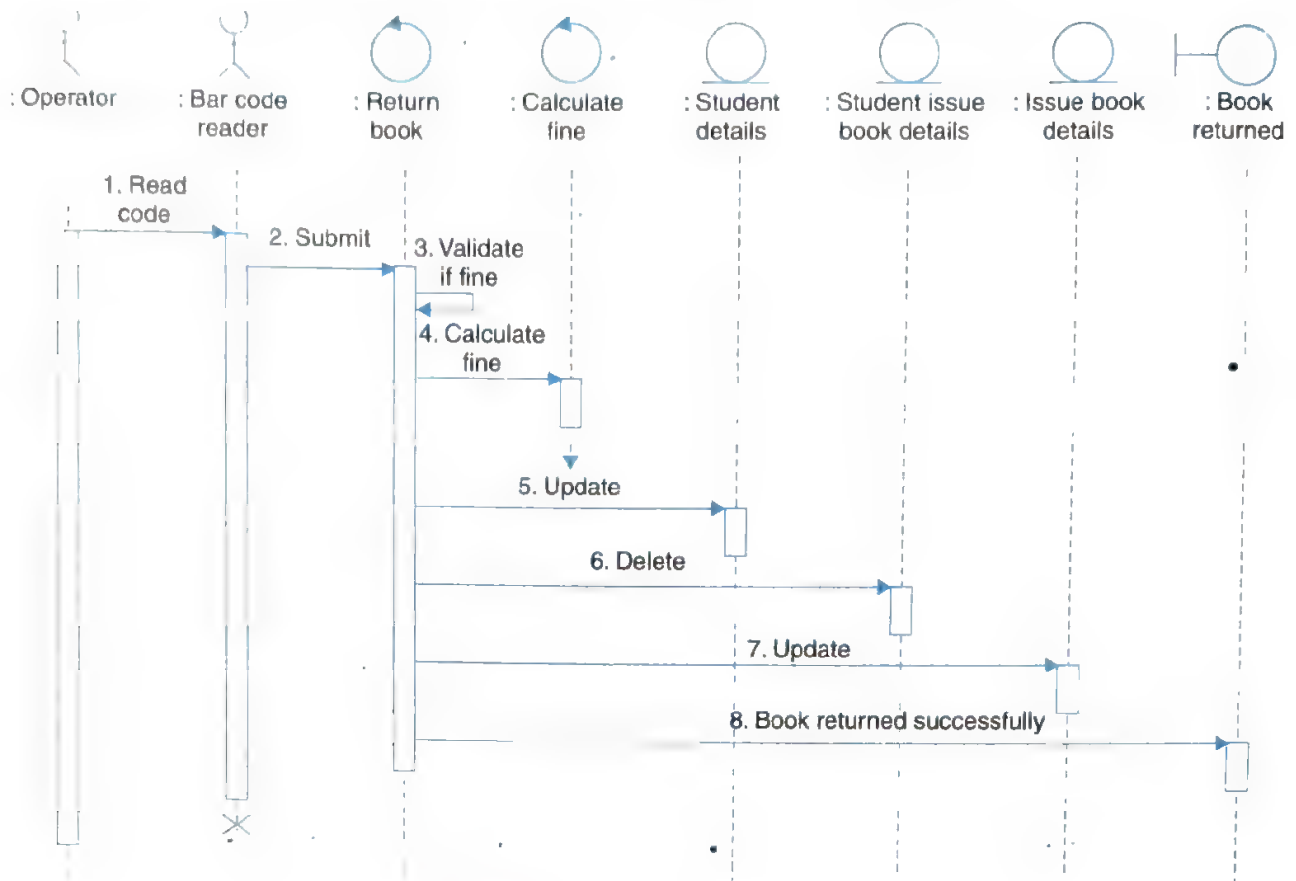 : Operator
: Bar code
reader
: Return
book
: Calculate
fine
: Student
details
: Student issue
book details
: Issue book
details
: Book
returned
1. Read
code
2. Submit
3. Validate
if fine
4. Calculate
fine
5. Update
6. Delete
7. Update
8. Book returned successfully